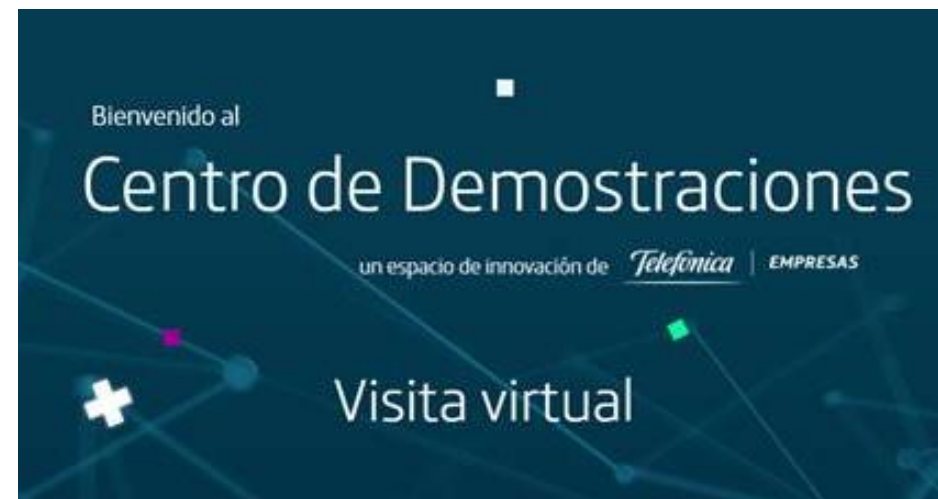 Bienvenido al
Centro de Demostraciones
un espacio de innovación de Telefónica | EMPRESAS
Visita virtual